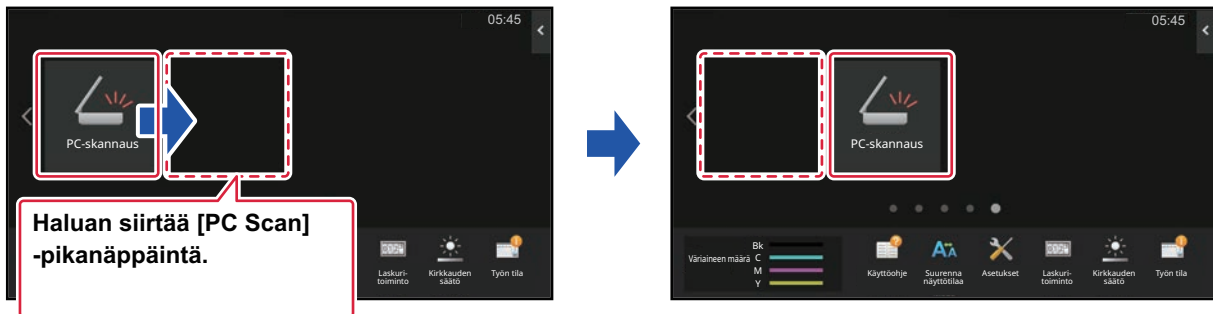 05:45
PC-skannaus
Haluan siirtää [PC Scan]
-pikanäppäintä.
Laskuri-
toiminto
Kirkkauden
säätö
Työn tila
05:45
PC-skannaus
Väriaineen määrä
Bk
C
M
Y
Käyttöohje
Suurenna
näyttötilaa
Asetukset
Laskuri-
toiminto
Kirkkauden
säätö
Työn tila